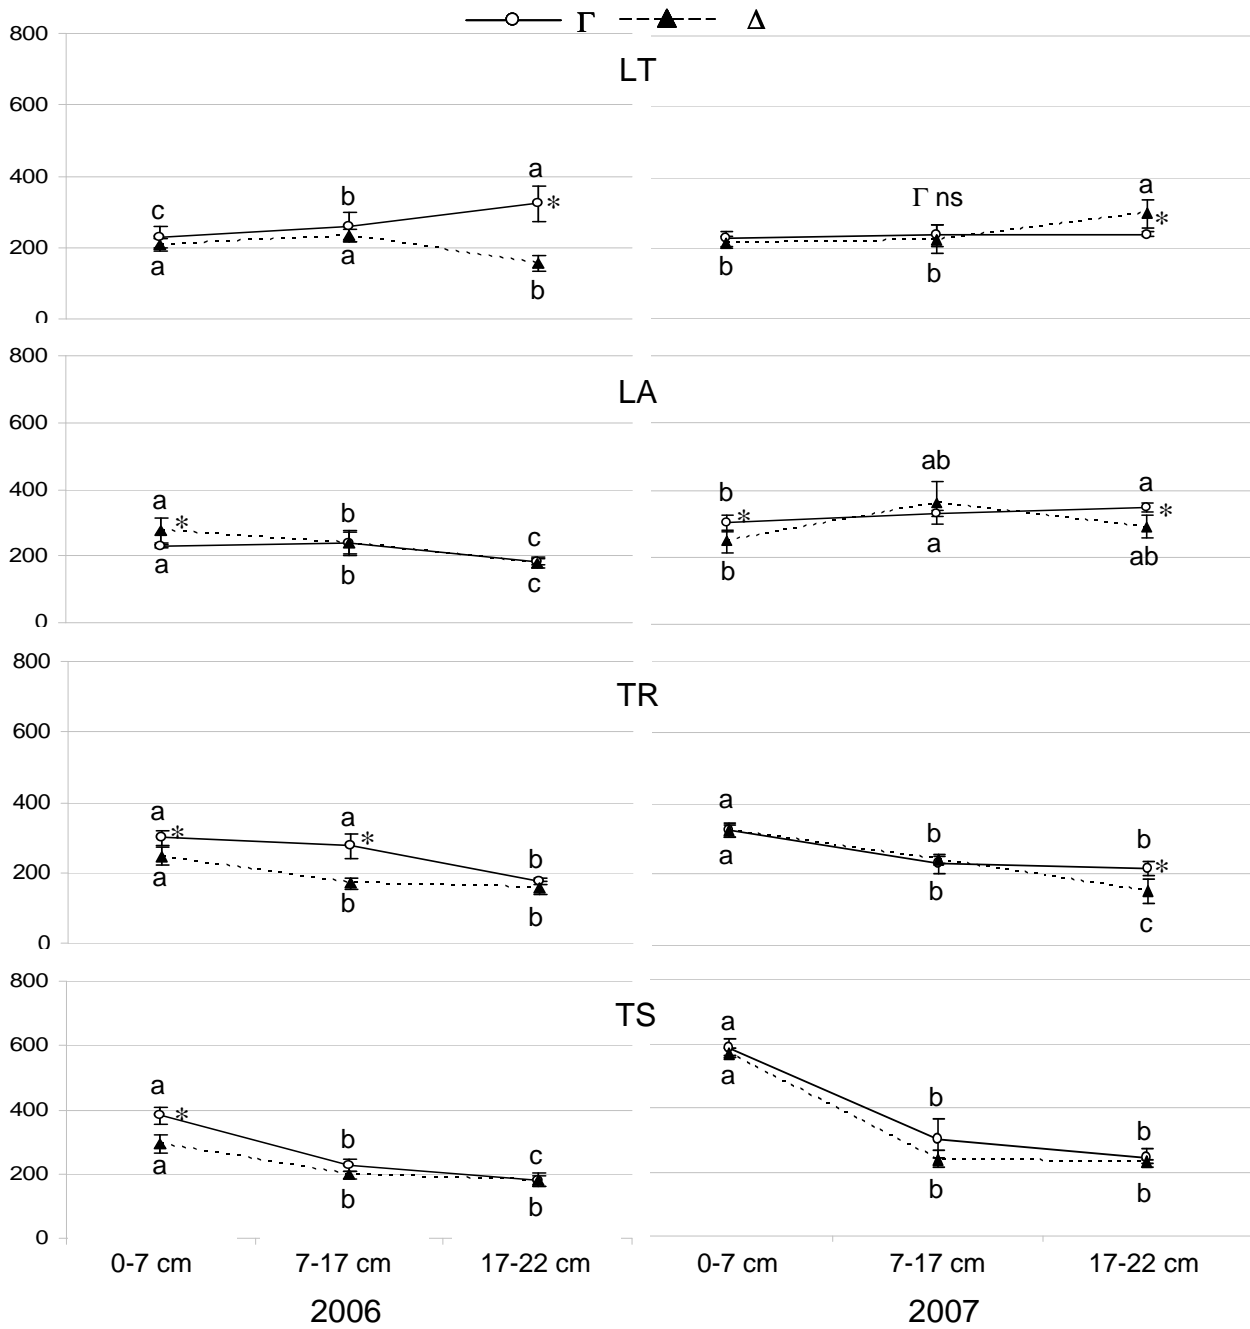 Γ Δ
800
600
400
200
0
LT
c b a *
a a b
Γ ns
a *
b b
800
600
400
200
0
LA
a * b c
a b c
b * ab a *
b a ab
800
600
400
200
0
TR
a * a * b
a b b
a b b *
a b c
800
600
400
200
0
TS
a * b c
a b b
a b b
a b b
0-7 cm 7-17 cm 17-22 cm 0-7 cm 7-17 cm 17-22 cm
2006 2007